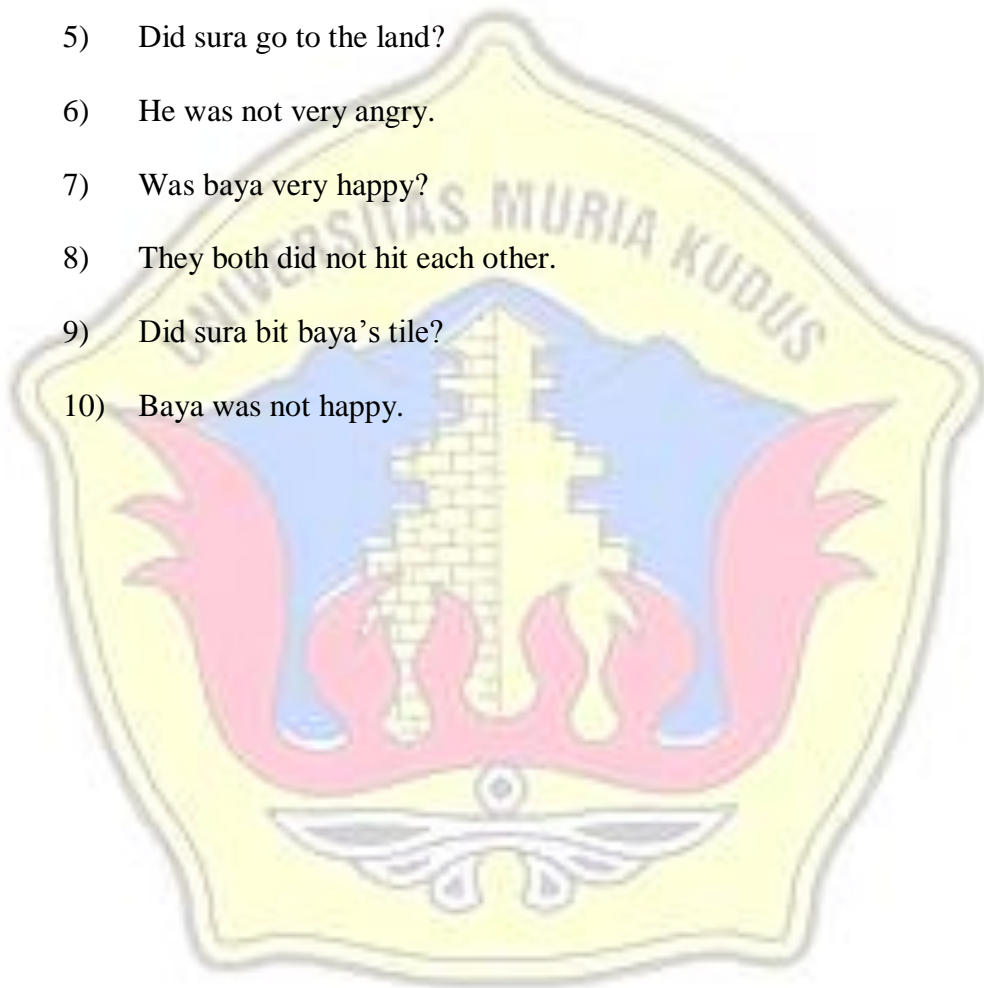 5) Did sura go to the land?
6) He was not very angry.
7) Was baya very happy?
8) They both did not hit each other.
9) Did sura bit baya’s tile?
10) Baya was not happy.
UNIVERSITAS MURIA KUDUS